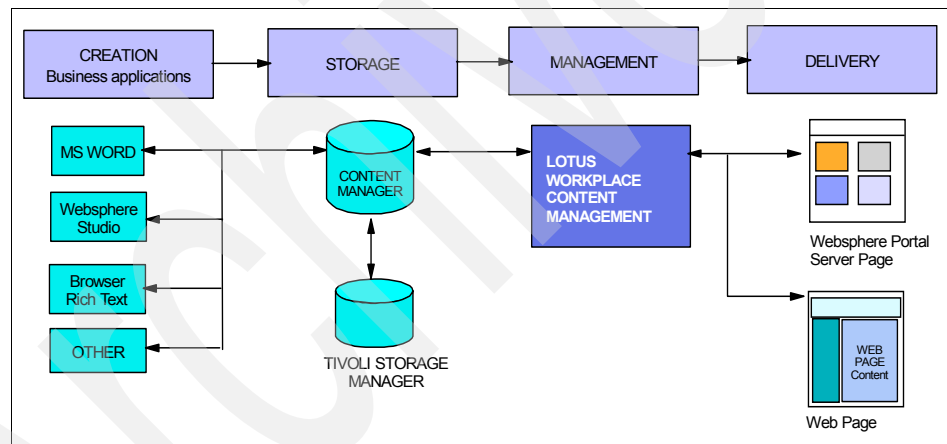 CREATION
Business applications
STORAGE
MANAGEMENT
DELIVERY
MS WORD
Websphere
Studio
Browser
Rich Text
OTHER
CONTENT
MANAGER
TIVOLI STORAGE
MANAGER
LOTUS
WORKPLACE
CONTENT
MANAGEMENT
Websphere Portal
Server Page
WEB
PAGE
Content
Web Page